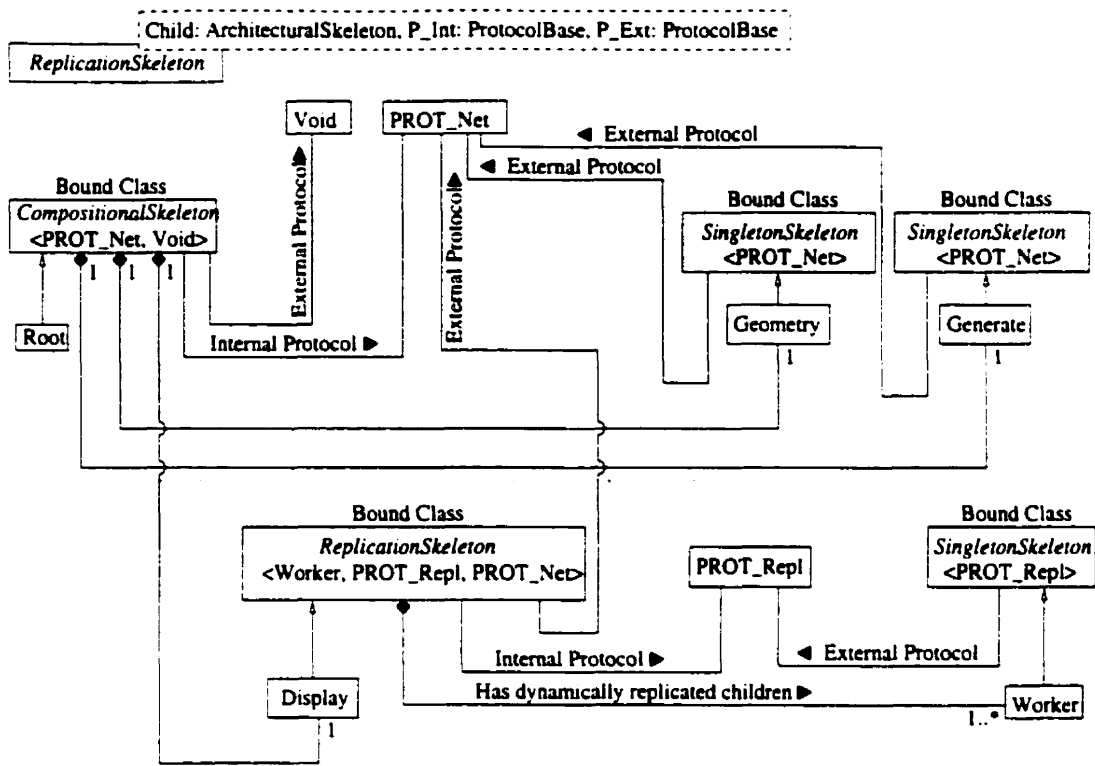 Child: ArchitecturalSkeleton, P_Int: ProtocolBase, P_Ext: ProtocolBase
ReplicationSkeleton
Void
PROT_Net
External Protocol
External Protocol
Bound Class
CompositionalSkeleton
<PROT_Net, Void>
1
1
1
External Protocol
External Protocol
Bound Class
SingletonSkeleton
<PROT_Net>
Bound Class
SingletonSkeleton
<PROT_Net>
Root
Internal Protocol
Geometry
1
Generate
1
Bound Class
ReplicationSkeleton
<Worker, PROT_Repl, PROT_Net>
PROT_Repl
Bound Class
SingletonSkeleton
<PROT_Repl>
Internal Protocol
External Protocol
Display
1
Has dynamically replicated children
1..*
Worker